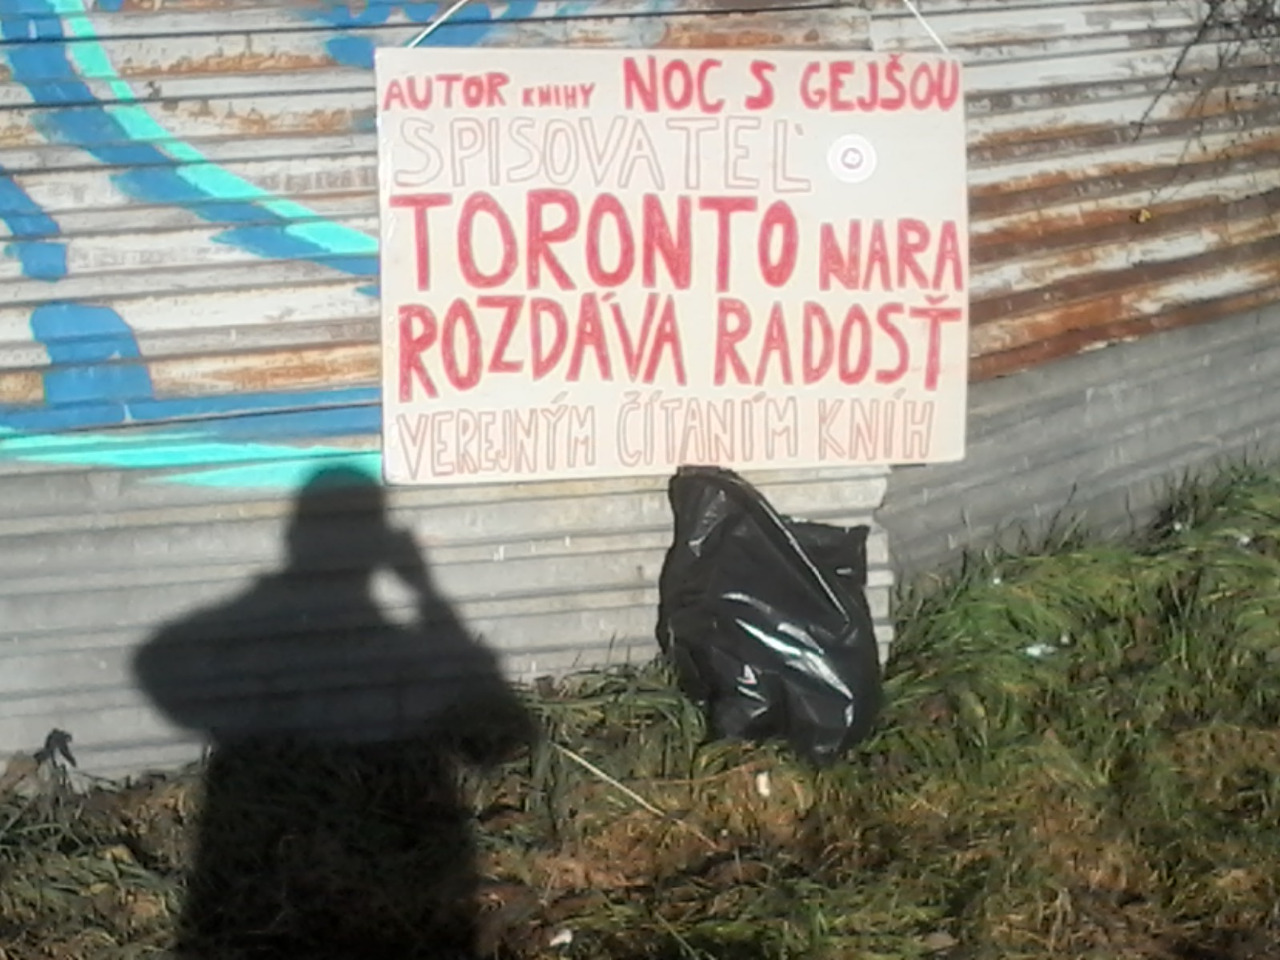 AUTOR KNIHY NOC S GEJŠOU
SPISOVATEĽ
TORONTO NARA
ROZDÁVA RADOSŤ
VEREJNÝM ČÍTANÍM KNÍH